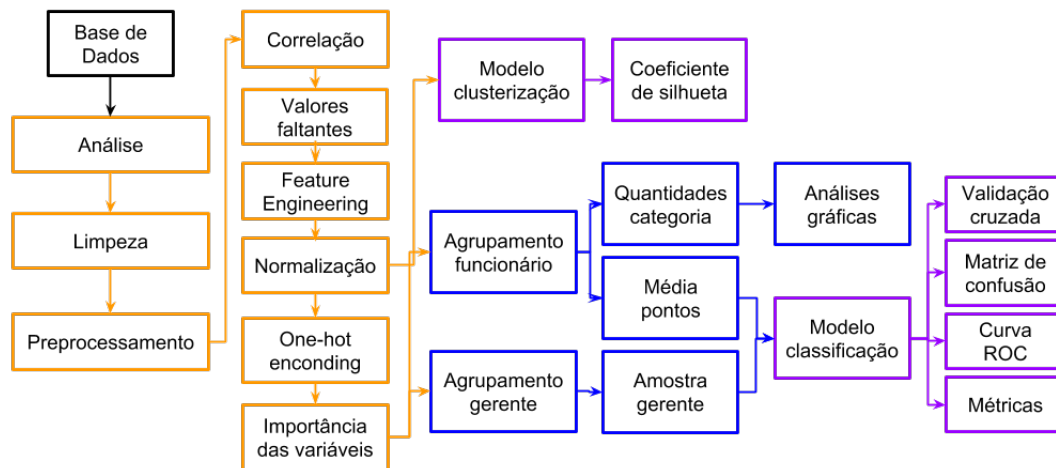 Base de
Dados
Análise
Limpeza
Preprocessamento
Correlação
Valores
faltantes
Feature
Engineering
Normalização
One-hot
enconding
Importância
das variáveis
Modelo
clusterização
Coeficiente
de silhueta
Agrupamento
funcionário
Quantidades
categoria
Análises
gráficas
Média
pontos
Agrupamento
gerente
Amostra
gerente
Modelo
classificação
Validação
cruzada
Matriz de
confusão
Curva
ROC
Métricas